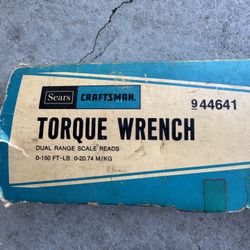 Sears CRAFTSMAN. 9 44641
TORQUE WRENCH
DUAL RANGE SCALE READS
0-150 FT-LB 0-20.74 M/KG